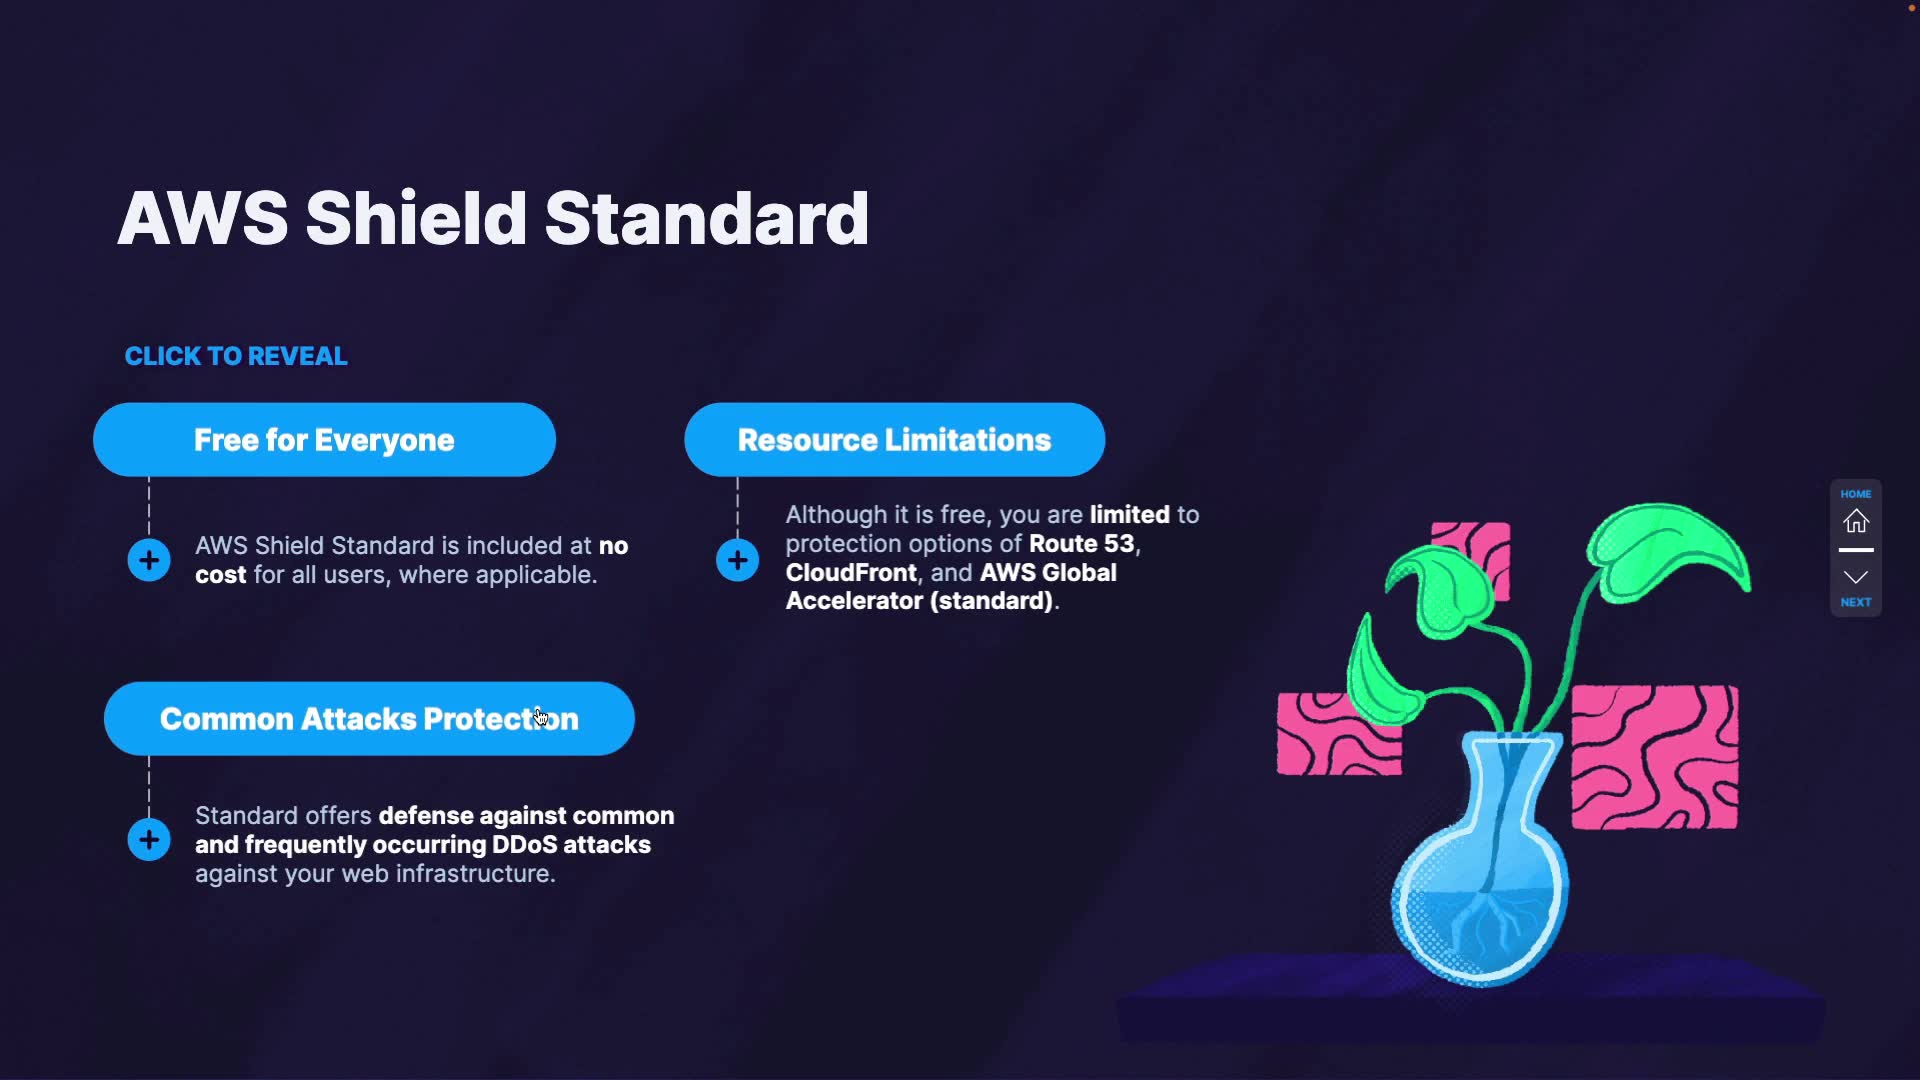 AWS Shield Standard
CLICK TO REVEAL
Free for Everyone
AWS Shield Standard is included at no
cost for all users, where applicable.
Resource Limitations
Although it is free, you are limited to
protection options of Route 53,
CloudFront, and AWS Global
Accelerator (standard).
Common Attacks Protection
Standard offers defense against common
and frequently occurring DDoS attacks
against your web infrastructure.
HOME
NEXT